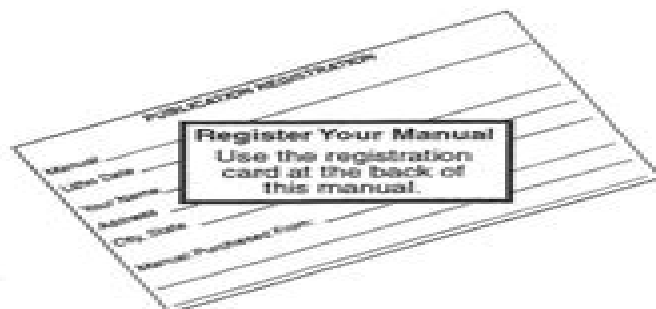 PUBLICATION REGISTRATION
Manual
Litho Date
Your Name
Address
City, State
Manual Purchased From:
Register Your Manual
Use the registration
card at the back of
this manual.